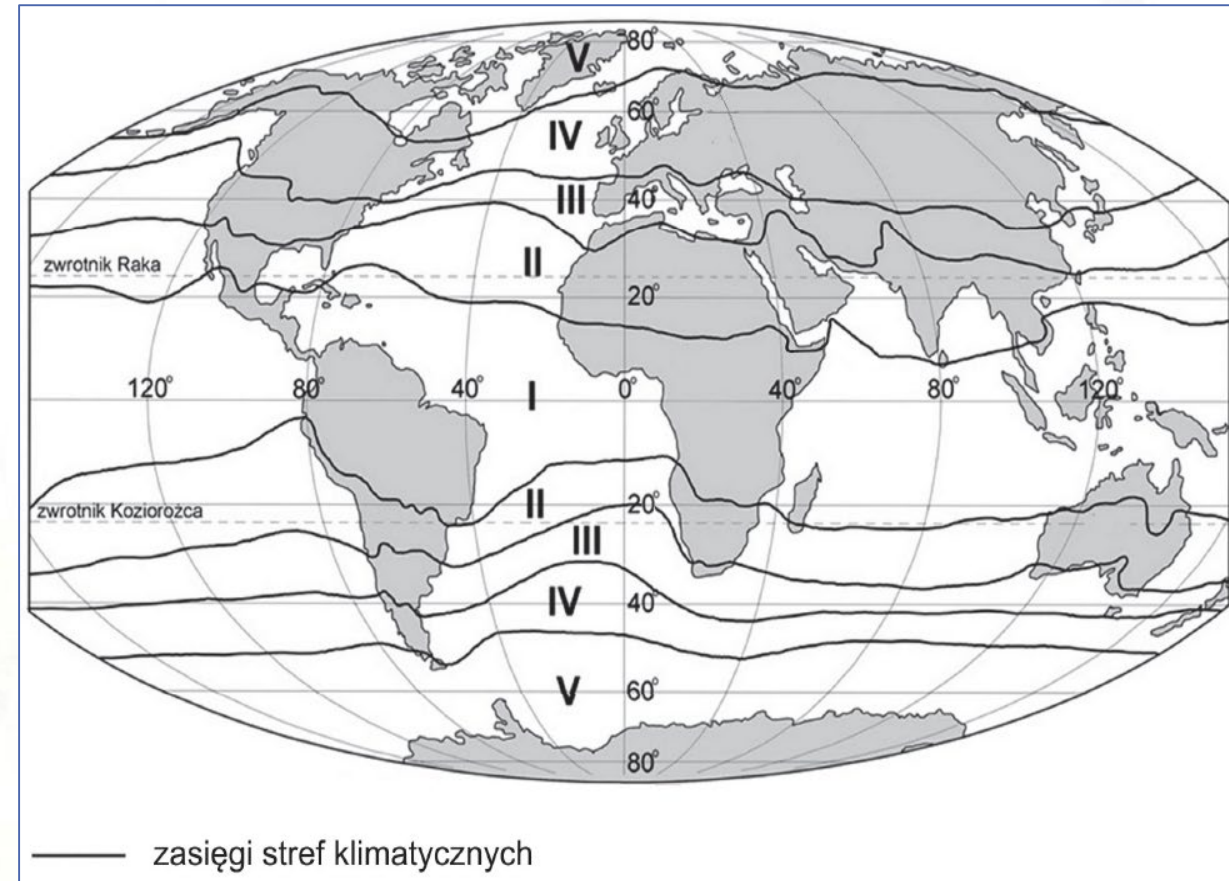 V
80°
60°
IV
40°
III
zwrotnik Raka
II
20°
120°
80°
40°
I
0°
40°
80°
120°
II
20°
zwrotnik Koziorożca
III
IV
40°
V
60°
80°
zasięgi stref klimatycznych